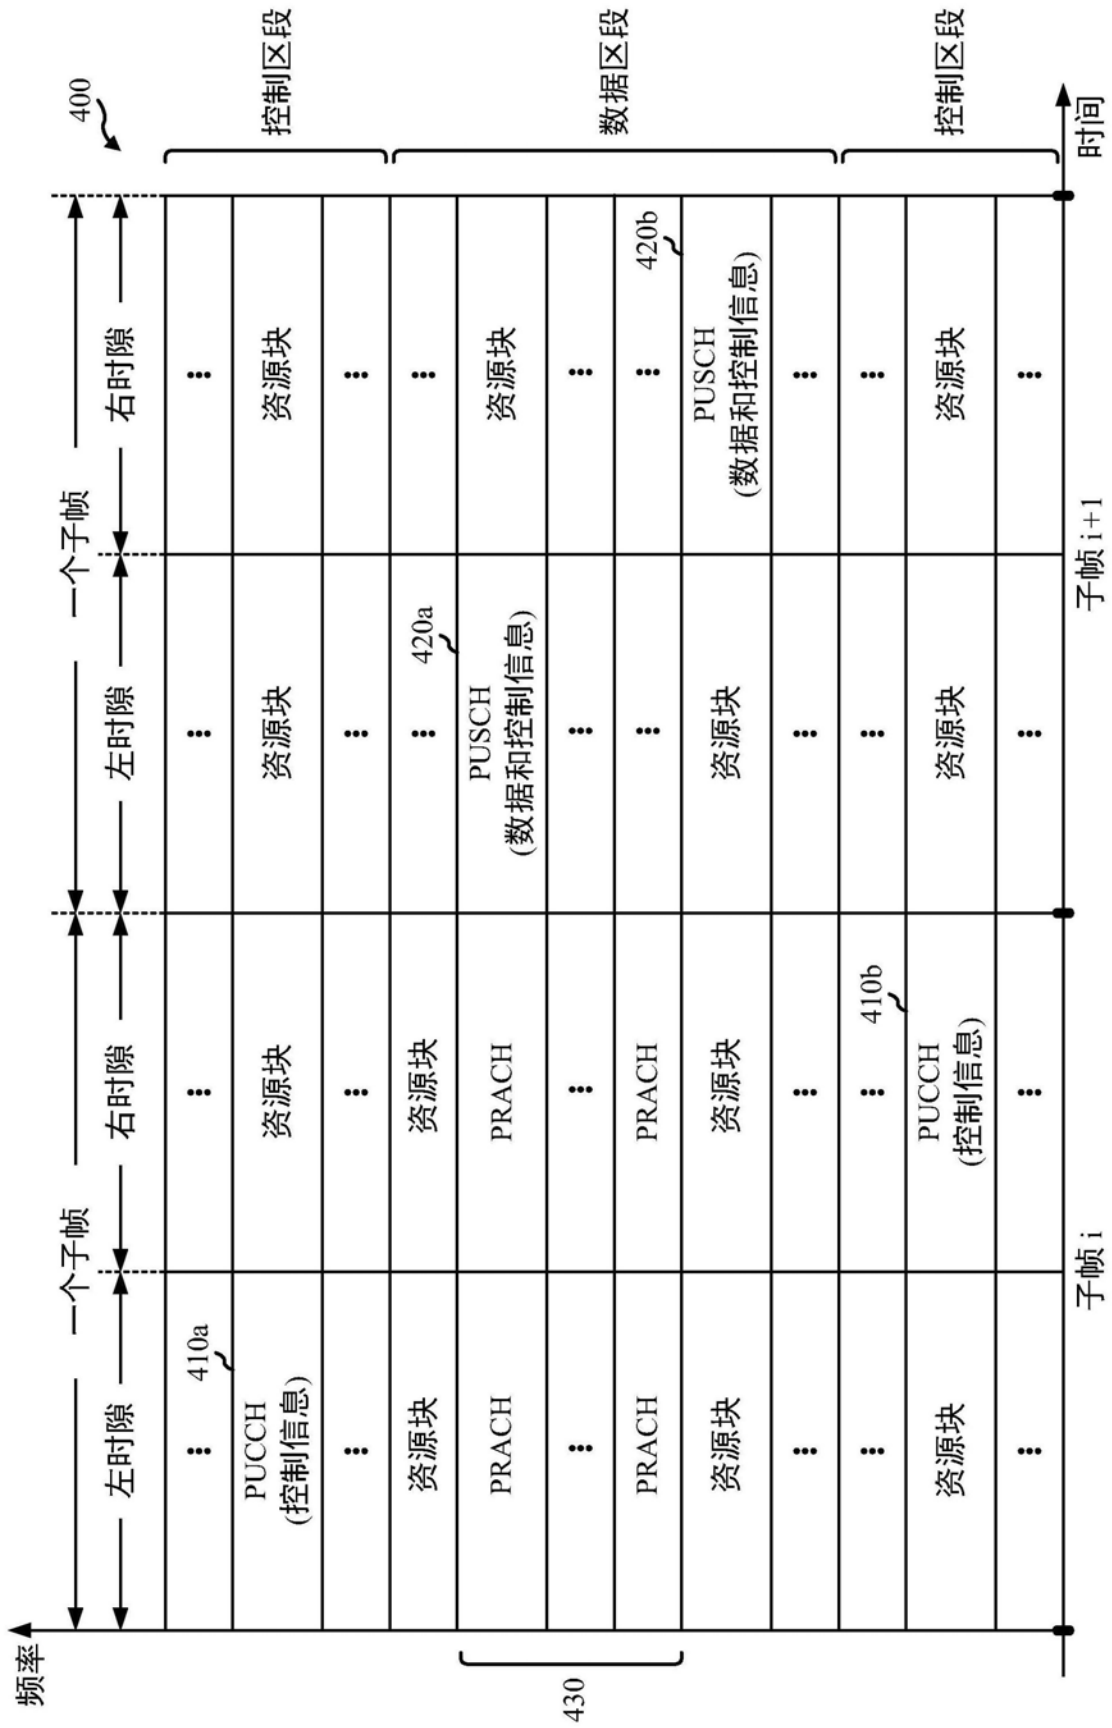 400
频率
一个子帧
一个子帧
左时隙
右时隙
左时隙
右时隙
410a
...
...
...
...
控制区段
PUCCH
(控制信息)
资源块
资源块
资源块
...
...
...
...
420a
资源块
资源块
...
...
数据区段
430
PRACH
PRACH
PUSCH
(数据和控制信息)
资源块
...
...
...
...
420b
PRACH
PRACH
...
...
资源块
资源块
资源块
PUSCH
(数据和控制信息)
...
...
...
...
410b
...
...
...
...
控制区段
资源块
PUCCH
(控制信息)
资源块
资源块
...
...
...
...
子帧 i
子帧 i+1
时间